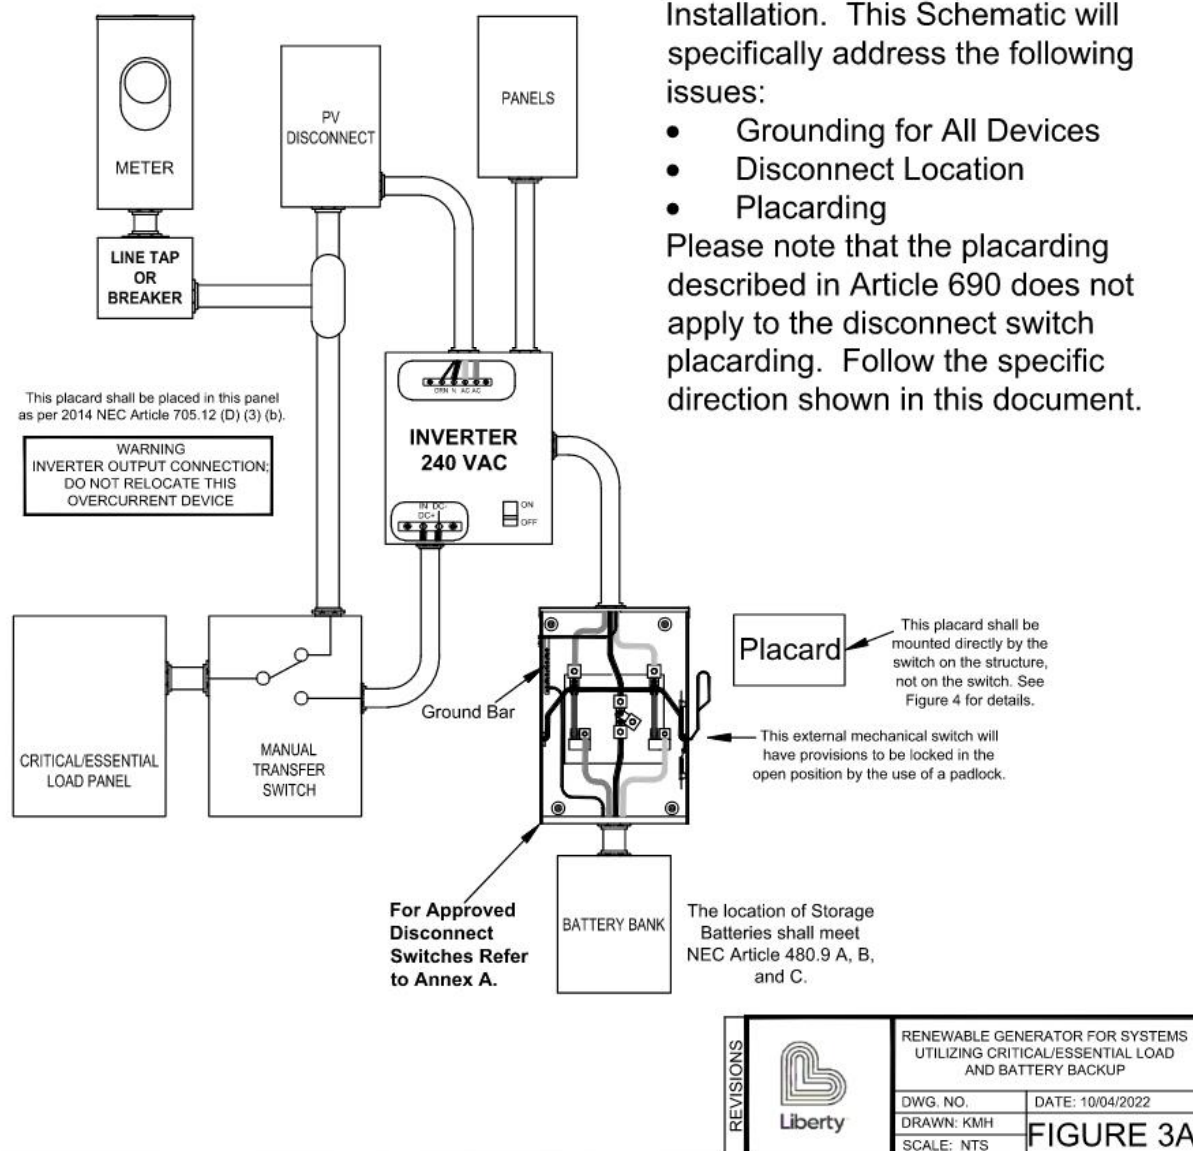 Installation. This Schematic will
specifically address the following
issues:
• Grounding for All Devices
• Disconnect Location
• Placarding
Please note that the placarding
described in Article 690 does not
apply to the disconnect switch
placarding. Follow the specific
direction shown in this document.
METER
PV
DISCONNECT
PANELS
LINE TAP
OR
BREAKER
This placard shall be placed in this panel
as per 2014 NEC Article 705.12 (D) (3) (b).
WARNING
INVERTER OUTPUT CONNECTION;
DO NOT RELOCATE THIS
OVERCURRENT DEVICE
GRN N AC AC
INVERTER
240 VAC
IN DC-
DC+
ON
OFF
CRITICAL/ESSENTIAL
LOAD PANEL
MANUAL
TRANSFER
SWITCH
Ground Bar
Placard
This placard shall be
mounted directly by the
switch on the structure,
not on the switch. See
Figure 4 for details.
This external mechanical switch will
have provisions to be locked in the
open position by the use of a padlock.
For Approved
Disconnect
Switches Refer
to Annex A.
BATTERY BANK
The location of Storage
Batteries shall meet
NEC Article 480.9 A, B,
and C.
REVISIONS
Liberty
RENEWABLE GENERATOR FOR SYSTEMS
UTILIZING CRITICAL/ESSENTIAL LOAD
AND BATTERY BACKUP
DWG. NO.
DATE: 10/04/2022
DRAWN: KMH
SCALE: NTS
FIGURE 3A